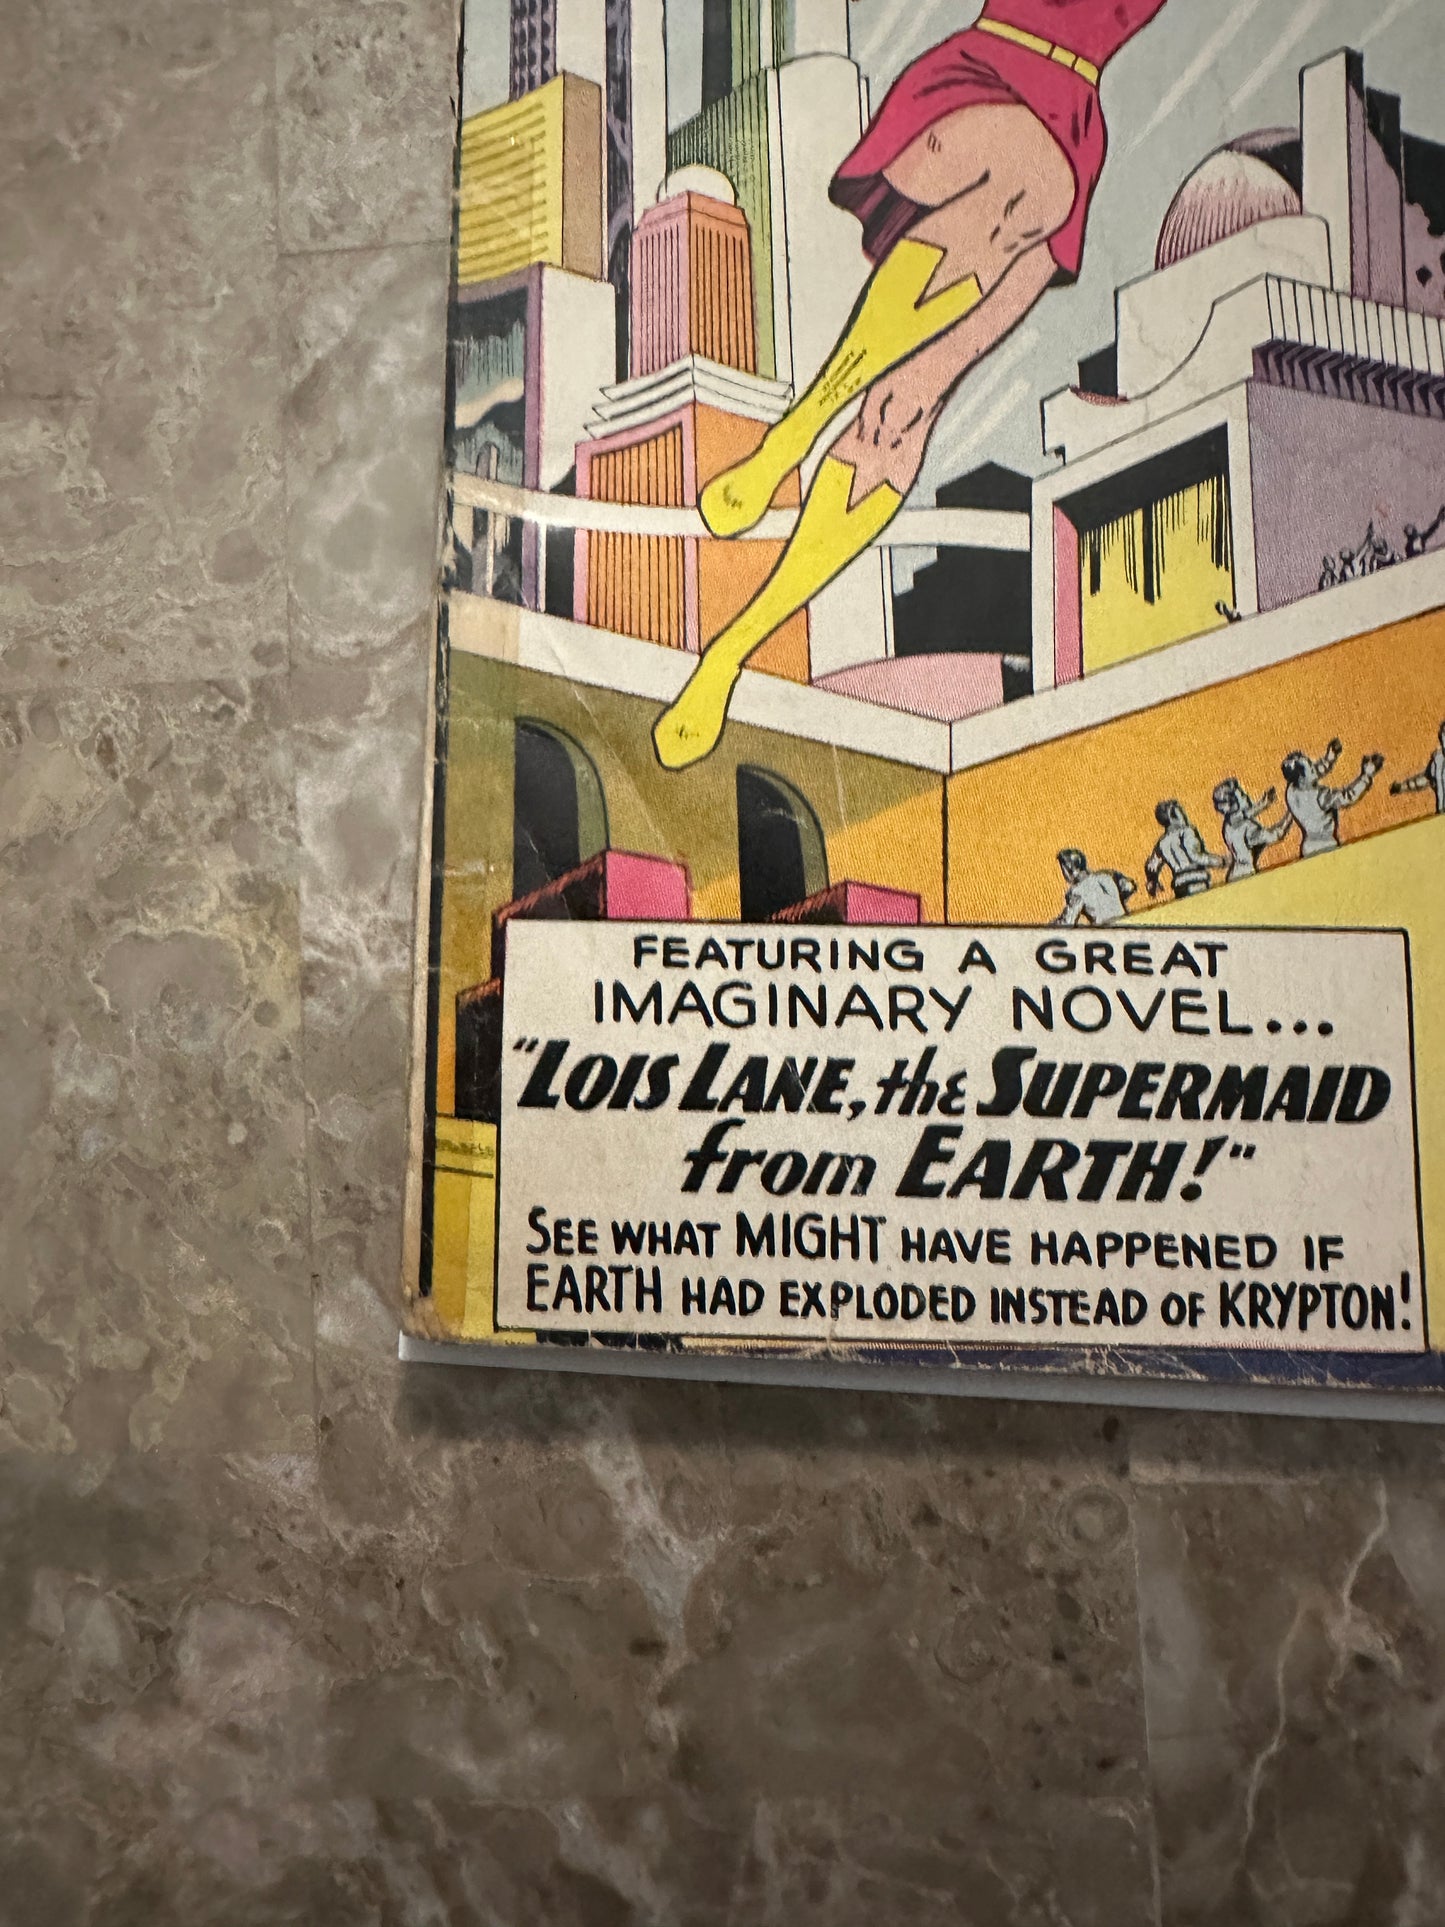 FEATURING A GREAT
IMAGINARY NOVEL...
"LOIS LANE, the SUPERMAID
from EARTH!"
SEE WHAT MIGHT HAVE HAPPENED IF
EARTH HAD EXPLODED INSTEAD OF KRYPTON!